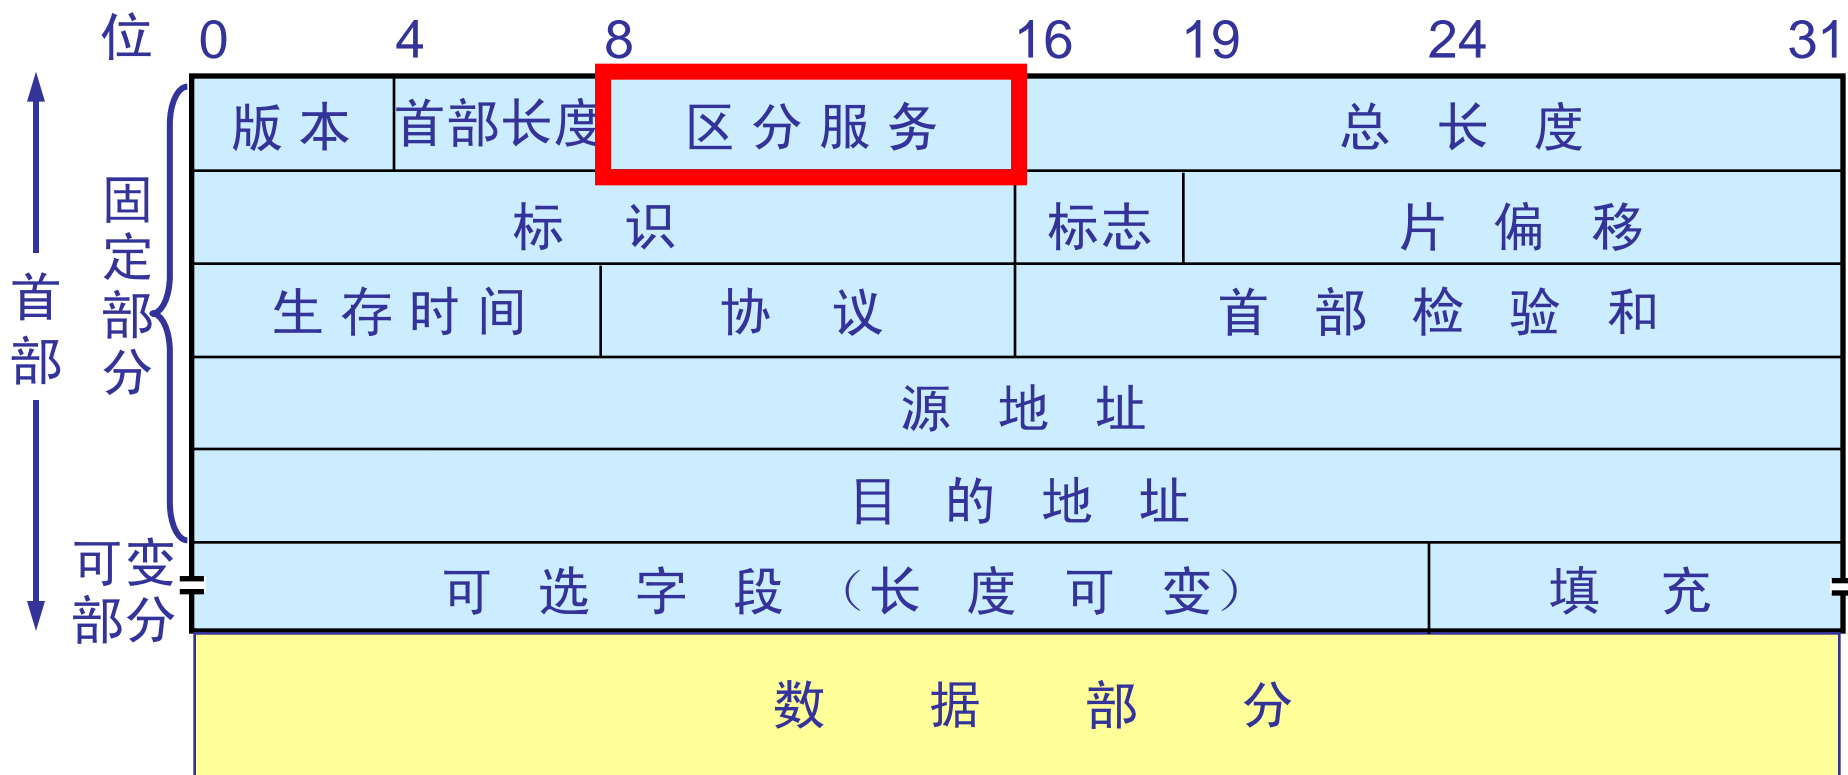 位 0 4 8 16 19 24 31
版本 首部长度 区分服务 总长度
标识 标志 片偏移
生存时间 协议 首部检验和
源地址
目的地址
可选字段（长度可变） 填充
数据部分
首部
固定部分
可变
部分